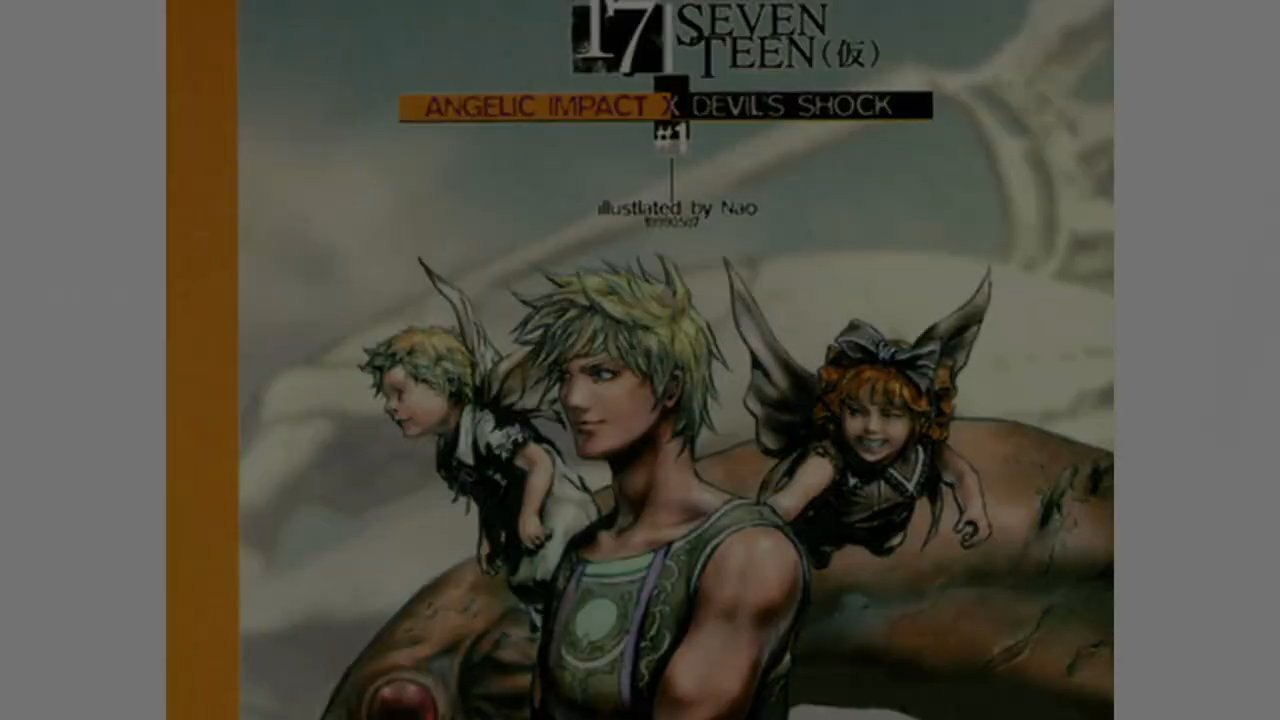 17 SEVEN
TEEN(仮)
ANGELIC IMPACT X DEVIL'S SHOCK
#1
illustlated by Nao